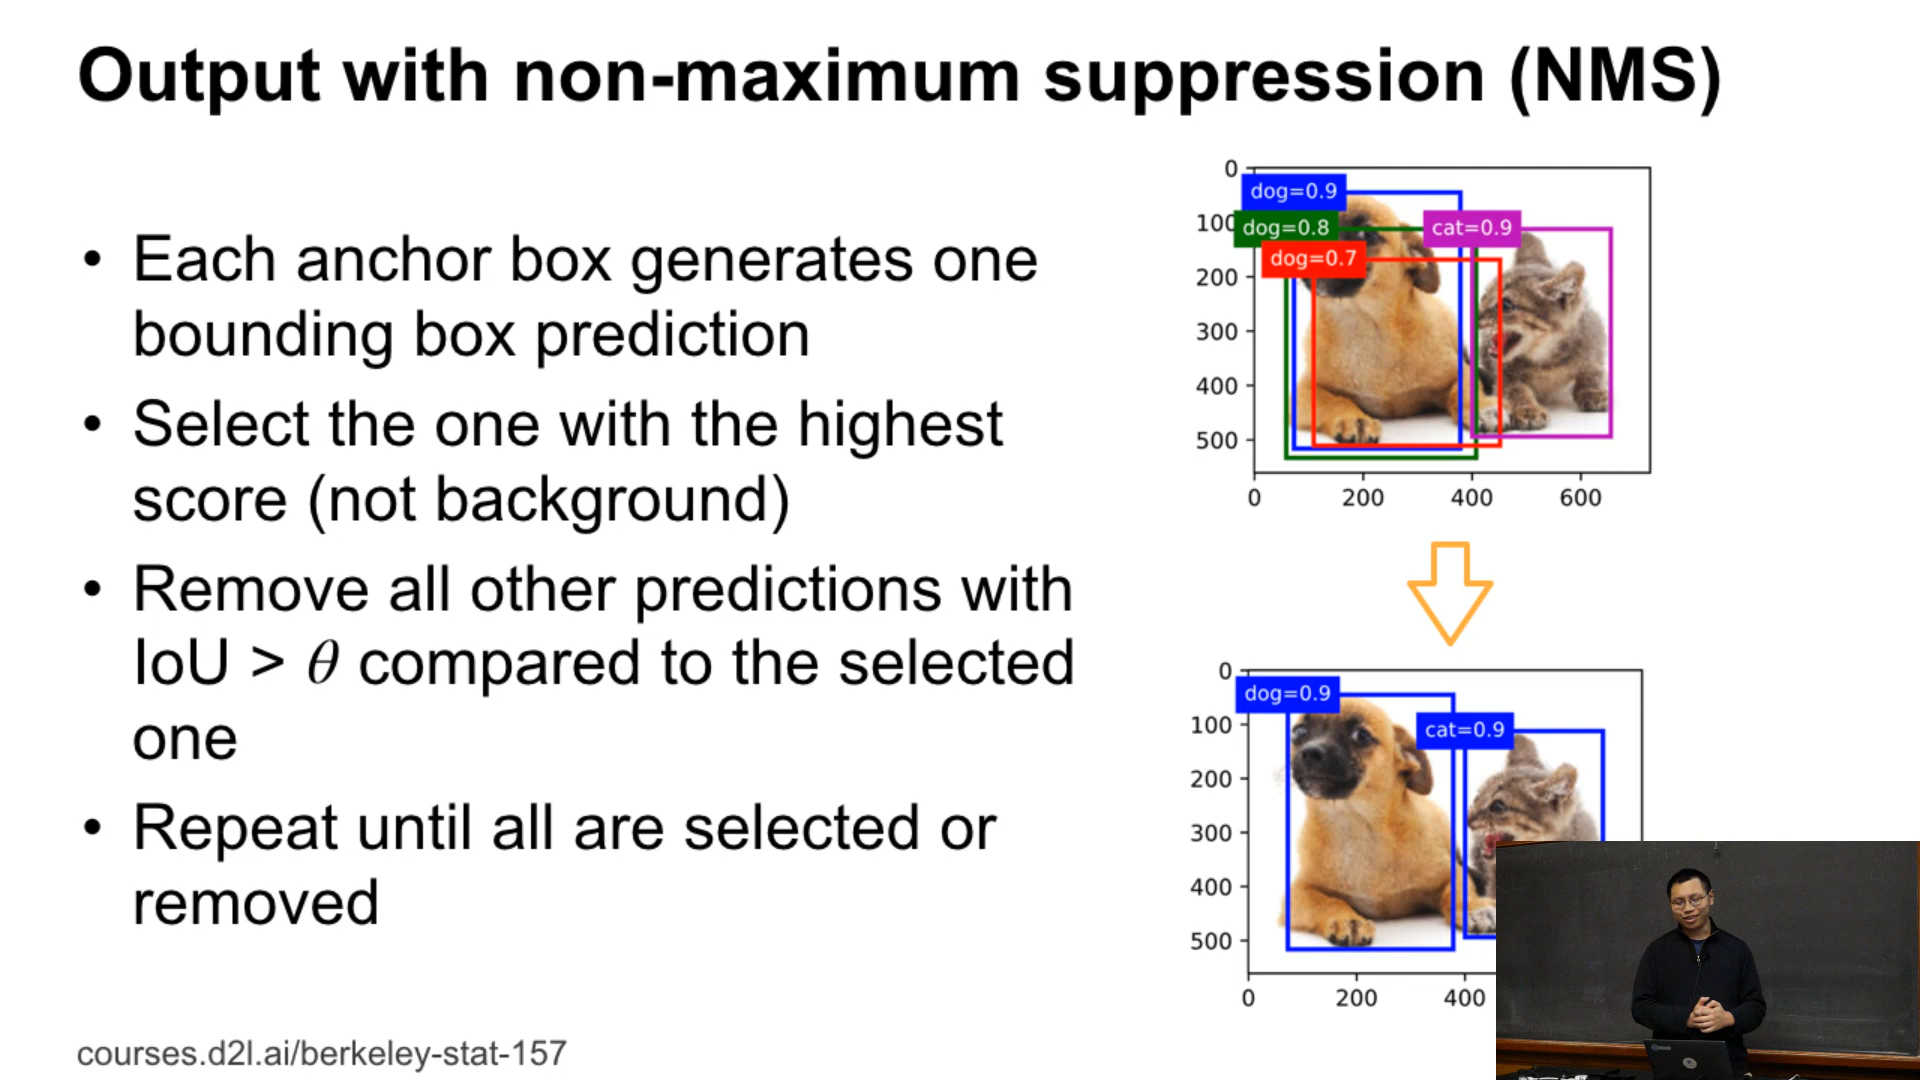 Output with non-maximum suppression (NMS)
• Each anchor box generates one
bounding box prediction
• Select the one with the highest
score (not background)
• Remove all other predictions with
IoU > θ compared to the selected
one
• Repeat until all are selected or
removed
0
100
200
300
400
500
0 200 400 600
dog=0.9
dog=0.8
dog=0.7
cat=0.9
0
100
200
300
400
500
0 200 400
dog=0.9
cat=0.9
courses.d2l.ai/berkeley-stat-157